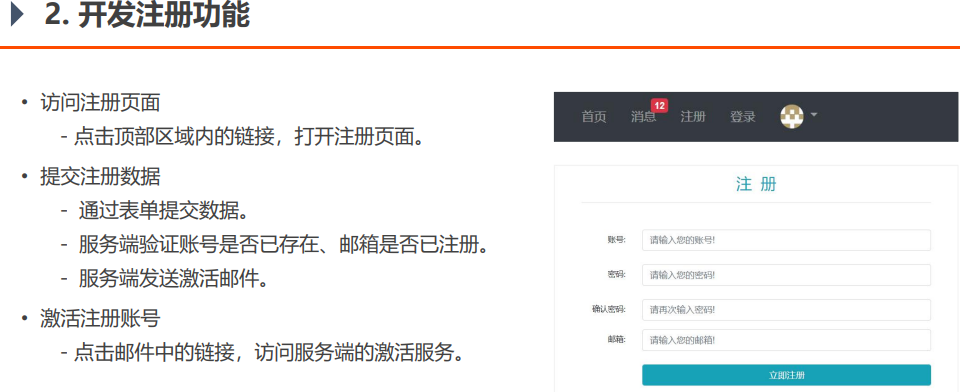 2. 开发注册功能
• 访问注册页面
- 点击顶部区域内的链接，打开注册页面。
• 提交注册数据
- 通过表单提交数据。
- 服务端验证账号是否已存在、邮箱是否已注册。
- 服务端发送激活邮件。
• 激活注册账号
- 点击邮件中的链接，访问服务端的激活服务。
首页 消息 12 注册 登录
注 册
账号: 请输入您的账号!
密码: 请输入您的密码!
确认密码: 请再次输入密码!
邮箱: 请输入您的邮箱!
立即注册